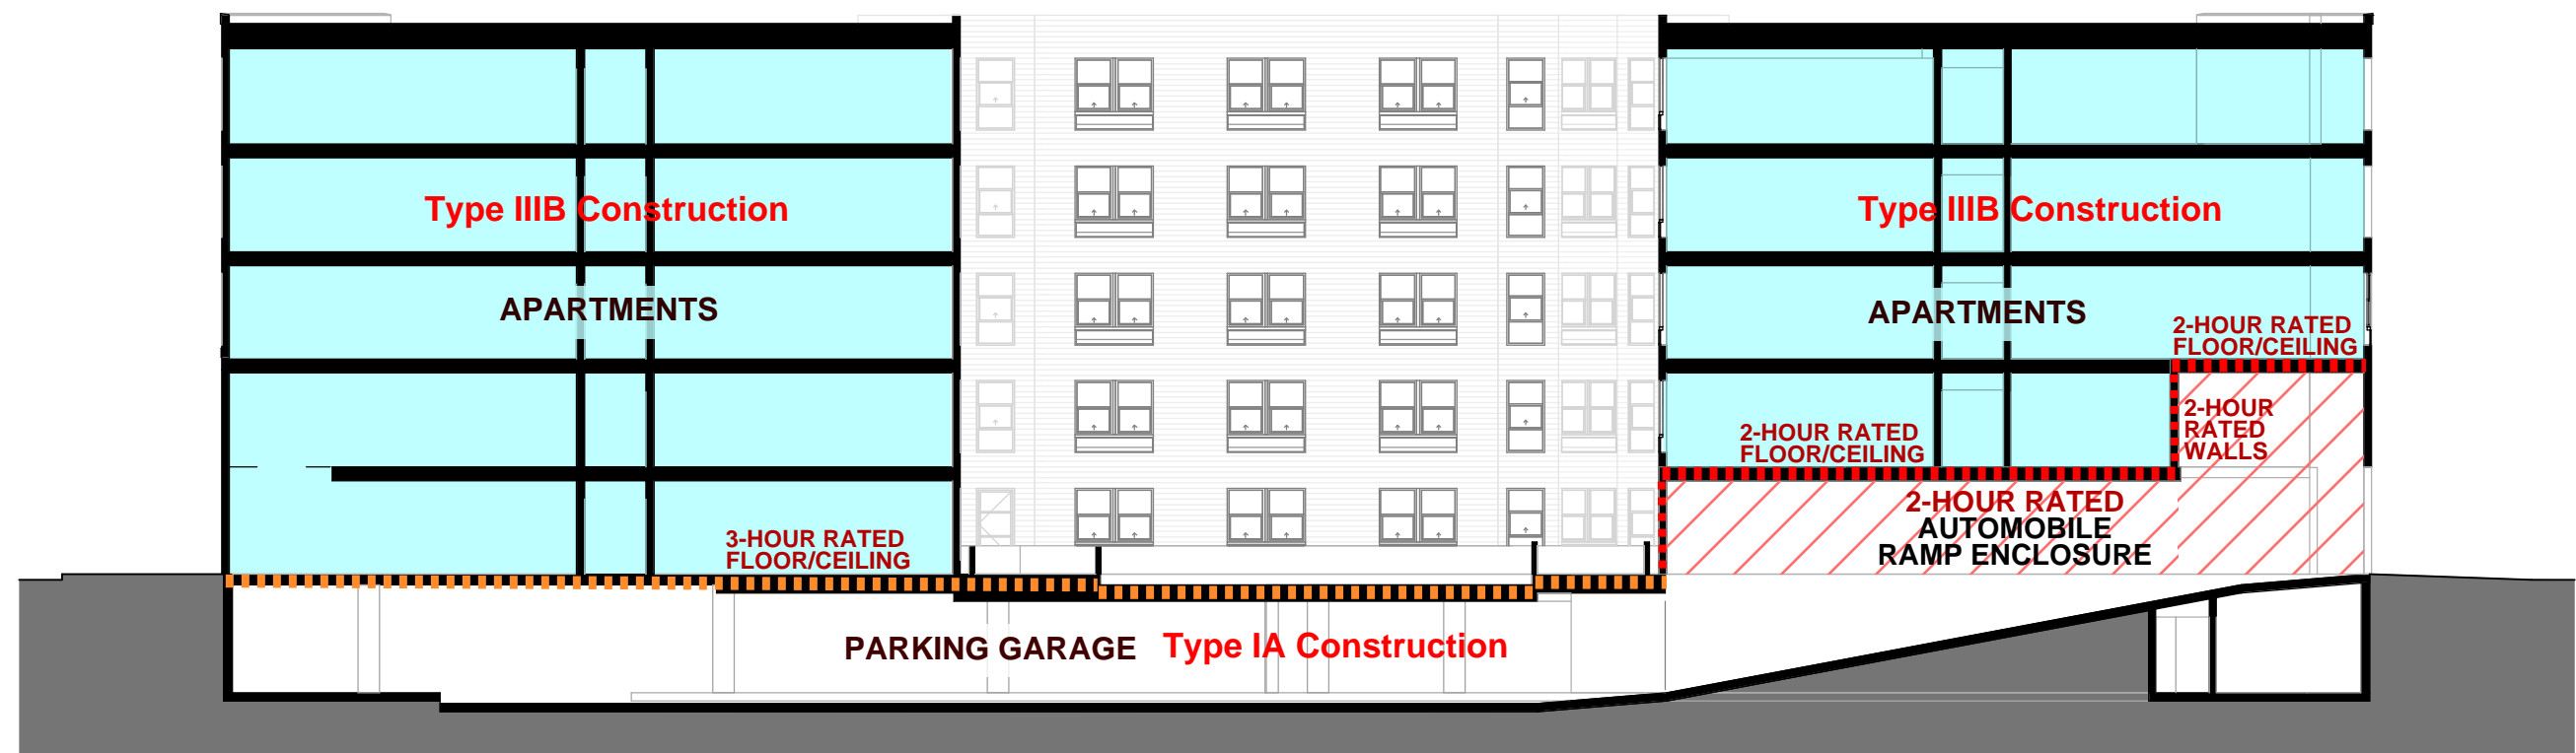 Type IIIB Construction
Type IIIB Construction
APARTMENTS
APARTMENTS
2-HOUR RATED
FLOOR/CEILING
2-HOUR
RATED
WALLS
2-HOUR RATED
FLOOR/CEILING
2-HOUR RATED
AUTOMOBILE
RAMP ENCLOSURE
3-HOUR RATED
FLOOR/CEILING
PARKING GARAGE Type IA Construction